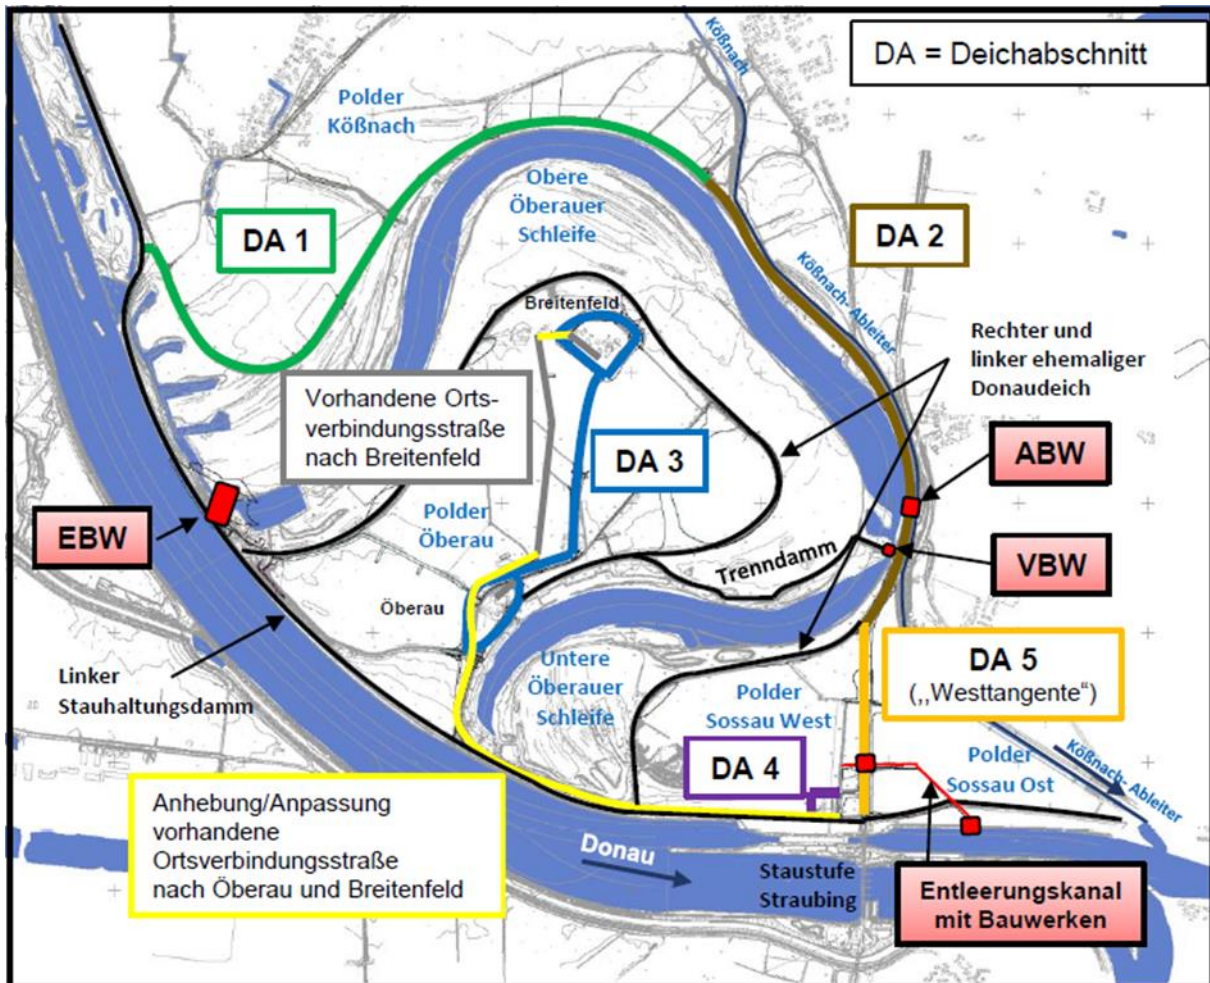 DA = Deichabschnitt
Kößnach
Polder
Kößnach
Obere
Öberauer
Schleife
DA 1
DA 2
Kößnach- Ableiter
Breitenfeld
Rechter und
linker ehemaliger
Donaudeich
Vorhandene Orts-
verbindungsstraße
nach Breitenfeld
DA 3
ABW
EBW
Polder
Öberau
VBW
Trenndamm
Öberau
Linker
Stauhaltungsdamm
Untere
Öberauer
Schleife
Polder
Sossau West
DA 5
(,,Westtangente“)
DA 4
Polder
Sossau Ost
Kößnach- Ableiter
Anhebung/Anpassung
vorhandene
Ortsverbindungsstraße
nach Öberau und Breitenfeld
Donau
Staustufe
Straubing
Entleerungskanal
mit Bauwerken